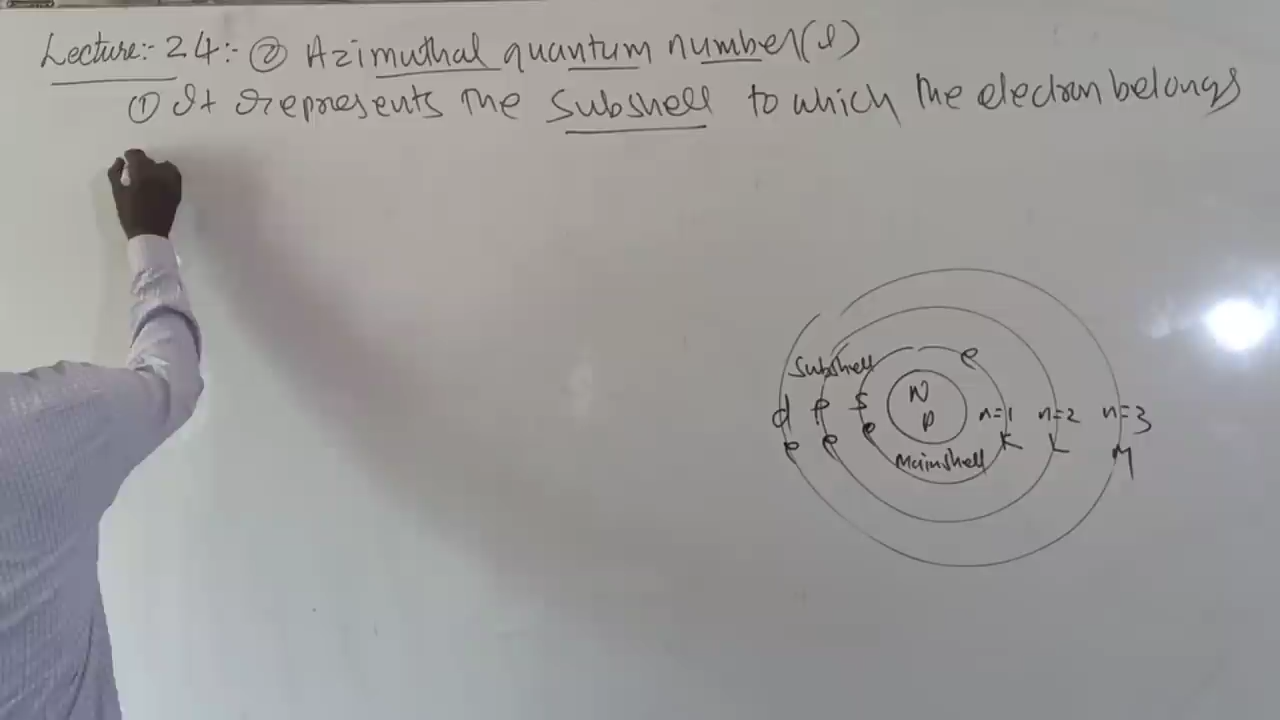 Lecture:- 24:- ② Azimuthal quantum number(l)
① It represents the subshell to which the electron belongs
Subshell e
N
d p s n=1 n=2 n=3
P
e e e K L M
Mainshell